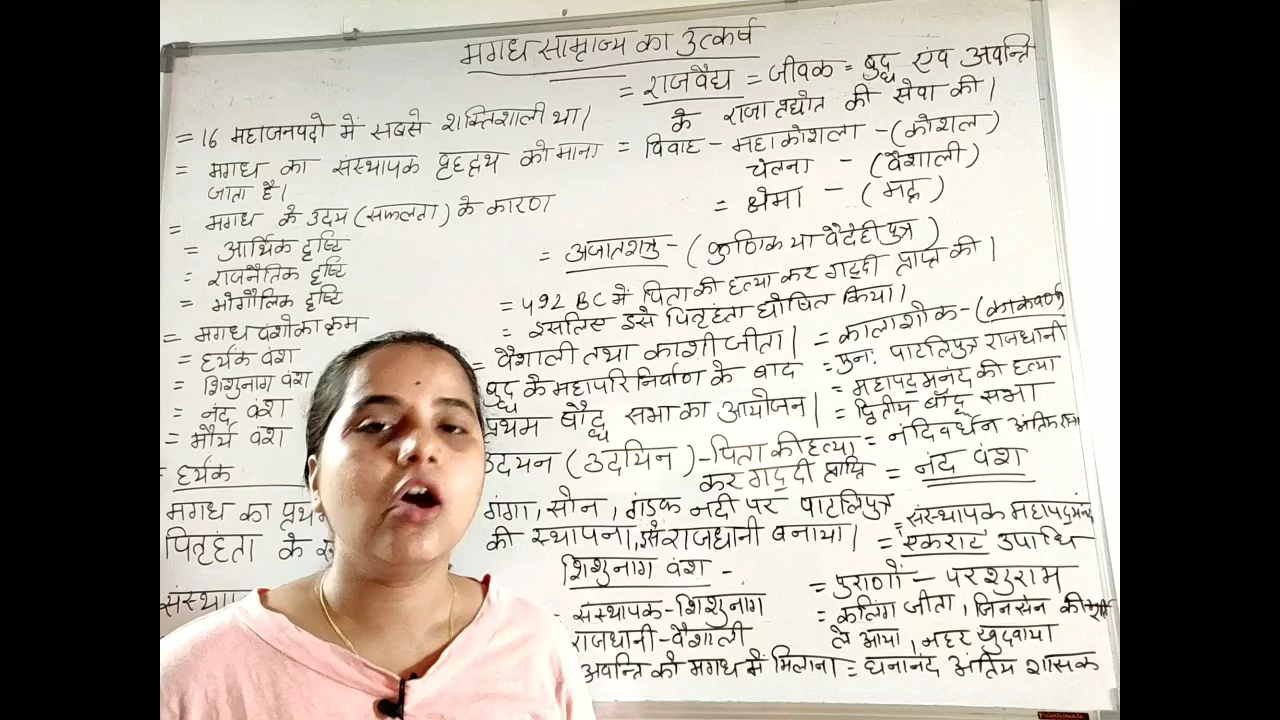 मगध साम्राज्य का उत्कर्ष
= 16 महाजनपदो में सबसे शक्तिशाली था।
= मगध का संस्थापक वृहद्रथ को माना
जाता है।
= मगध के उदय (सफलता) के कारण
= आर्थिक दृष्टि
= राजनैतिक दृष्टि
= भौगौलिक दृष्टि
= मगध वंशो का क्रम
= हर्यक वंश
= शिशुनाग वंश
= नंद वंश
= मौर्य वंश
= हर्यक
मगध का प्रथम
पितृहंता के
संस्थाप
= राजवैद्य = जीवक = बुद्ध एंव अवन्ति
के राजा प्रद्योत की सेवा की।
= विवाह - महाकोशला - (कोशल)
चेलना - (वैशाली)
= क्षेमा - (मद्र)
= अजातशत्रु - (कुणिक या वैदेही पुत्र)
= 492 BC में पिता की हत्या कर गद्दी प्राप्त की।
= इसलिए इसे पितृहंता घोषित किया।
= वैशाली तथा काशी जीता।
बुद्ध के महापरिनिर्वाण के बाद
प्रथम बौद्ध सभा का आयोजन।
उदयन (उदयिन) - पिता की हत्या
कर गद्दी प्राप्ति
गंगा, सोन, गंडक नदी पर पाटलिपुत्र
की स्थापना, इसे राजधानी बनाया।
शिशुनाग वंश -
संस्थापक - शिशुनाग
राजधानी - वैशाली
अवन्ति को मगध में मिलाना
= कालाशोक - (काकवर्ण)
= पुनः पाटलिपुत्र राजधानी
= महापद्मनंद की हत्या
= द्वितीय बौद्ध सभा
= नंदिवर्धन अंतिम राजा
= नंद वंश
= संस्थापक महापद्मनंद
= एकराट उपाधि
= पुराणों - परशुराम
= कलिंग जीता, जिनसेन की मूर्ति
ले आया, नहर खुदवाया
= घनानंद अंतिम शासक